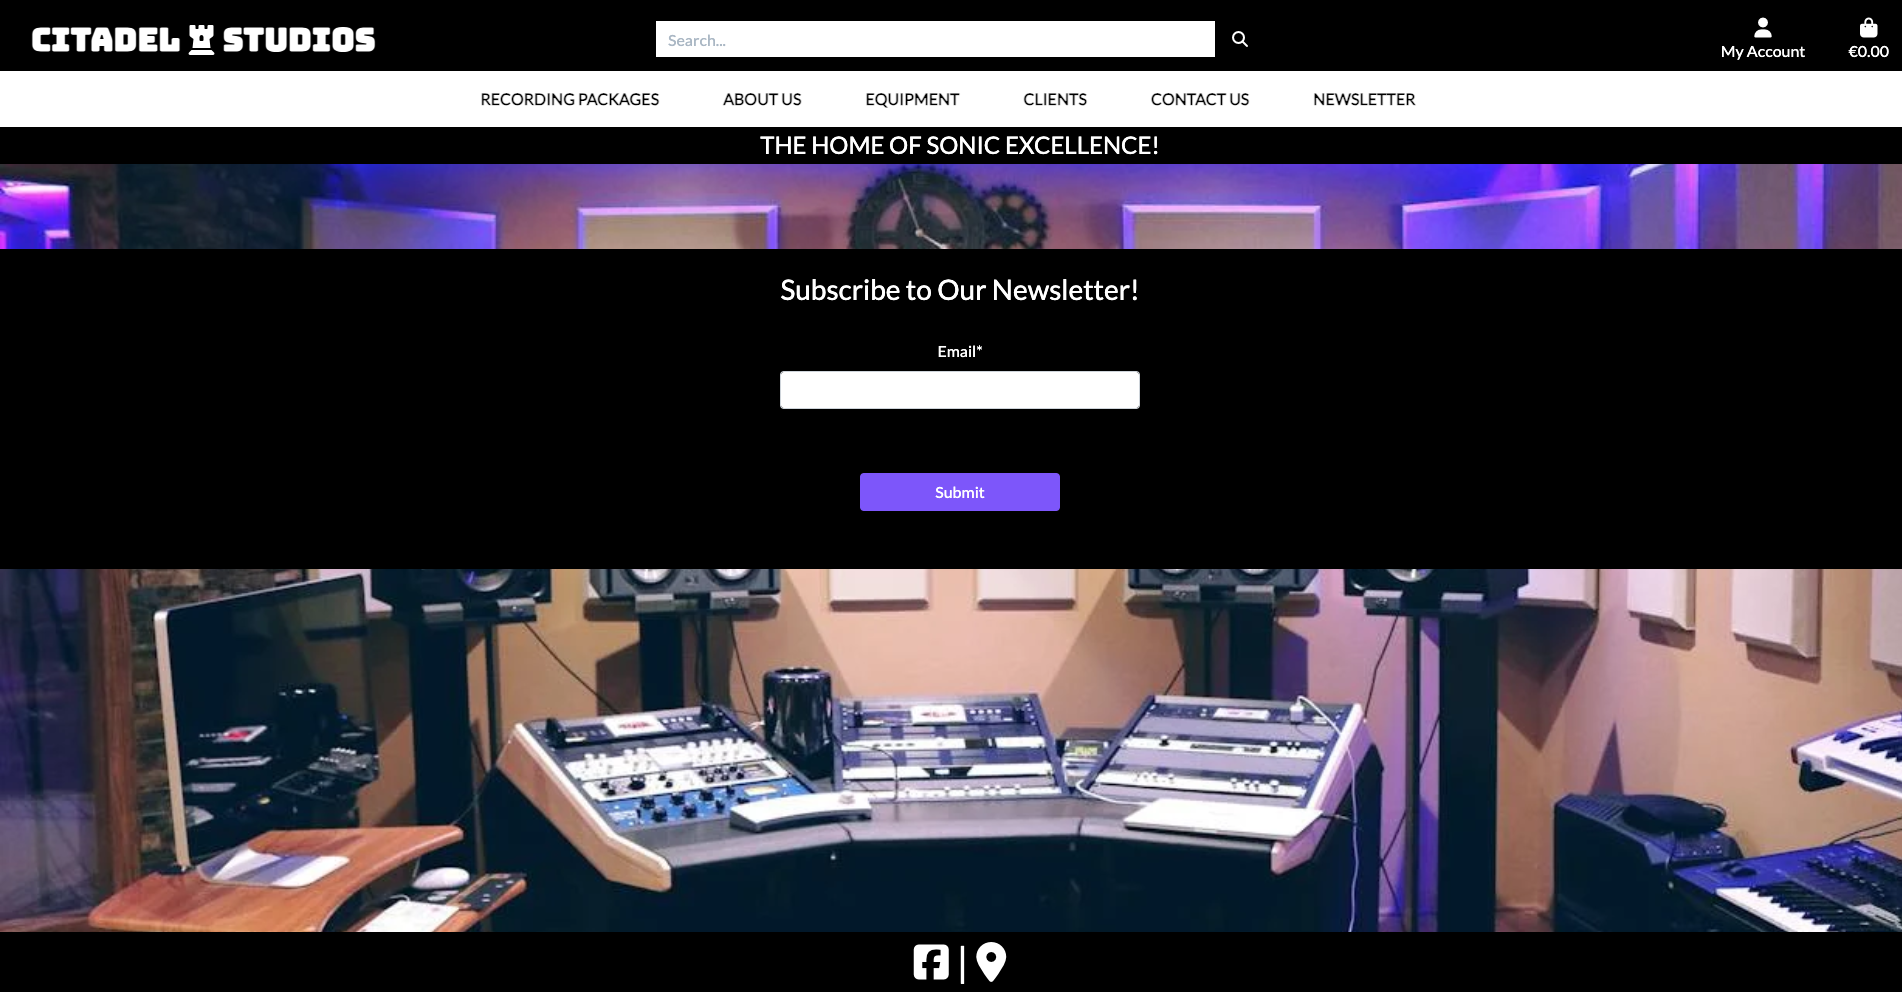 CITADEL STUDIOS
Search...
My Account
€0.00
RECORDING PACKAGES
ABOUT US
EQUIPMENT
CLIENTS
CONTACT US
NEWSLETTER
THE HOME OF SONIC EXCELLENCE!
Subscribe to Our Newsletter!
Email*
Submit